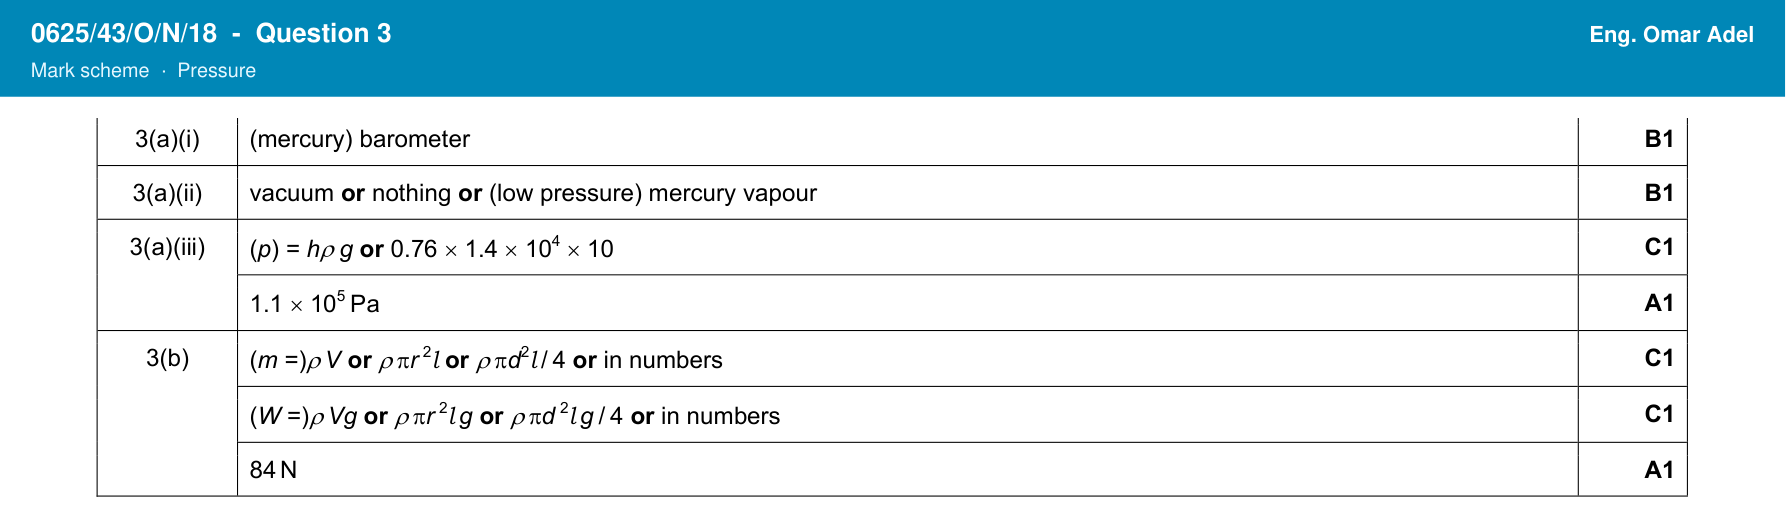 0625/43/O/N/18 - Question 3
Eng. Omar Adel
Mark scheme · Pressure
3(a)(i) (mercury) barometer B1
3(a)(ii) vacuum or nothing or (low pressure) mercury vapour B1
3(a)(iii) (p) = hρg or 0.76 × 1.4 × 10⁴ × 10 C1
1.1 × 10⁵ Pa A1
3(b) (m =)ρV or ρπr²l or ρπd²l/4 or in numbers C1
(W =)ρVg or ρπr²lg or ρπd²lg/4 or in numbers C1
84 N A1